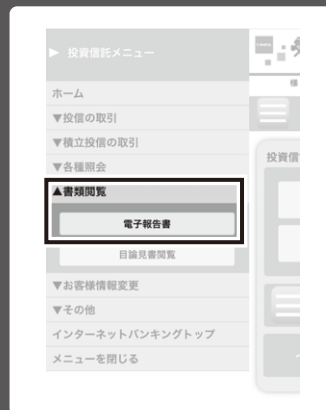 ▶ 投資信託メニュー
ホーム
▼投信の取引
▼積立投信の取引
▼各種照会
▲書類閲覧
電子報告書
目論見書閲覧
▼お客様情報変更
▼その他
インターネットバンキングトップ
メニューを閉じる
様
投資信